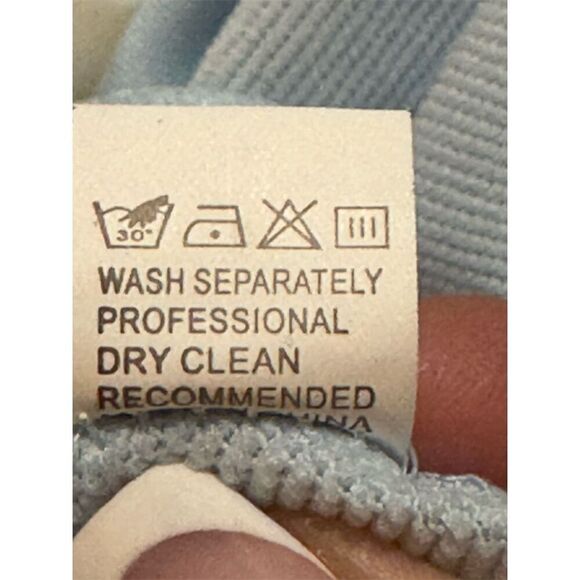 30°
WASH SEPARATELY
PROFESSIONAL
DRY CLEAN
RECOMMENDED